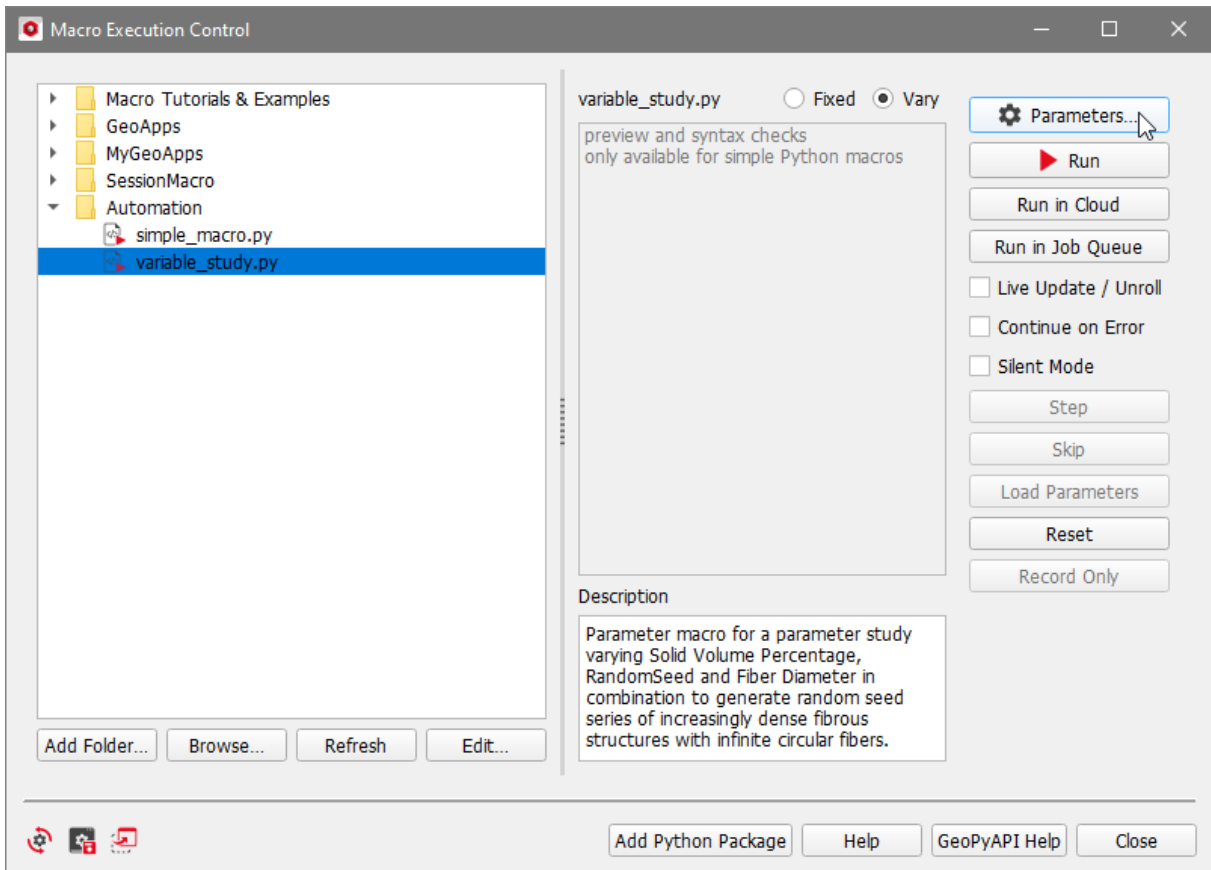 Macro Execution Control
Macro Tutorials & Examples
GeoApps
MyGeoApps
SessionMacro
Automation
simple_macro.py
variable_study.py
Add Folder...
Browse...
Refresh
Edit...
variable_study.py
Fixed
Vary
preview and syntax checks
only available for simple Python macros
Description
Parameter macro for a parameter study
varying Solid Volume Percentage,
RandomSeed and Fiber Diameter in
combination to generate random seed
series of increasingly dense fibrous
structures with infinite circular fibers.
Parameters...
Run
Run in Cloud
Run in Job Queue
Live Update / Unroll
Continue on Error
Silent Mode
Step
Skip
Load Parameters
Reset
Record Only
Add Python Package
Help
GeoPyAPI Help
Close